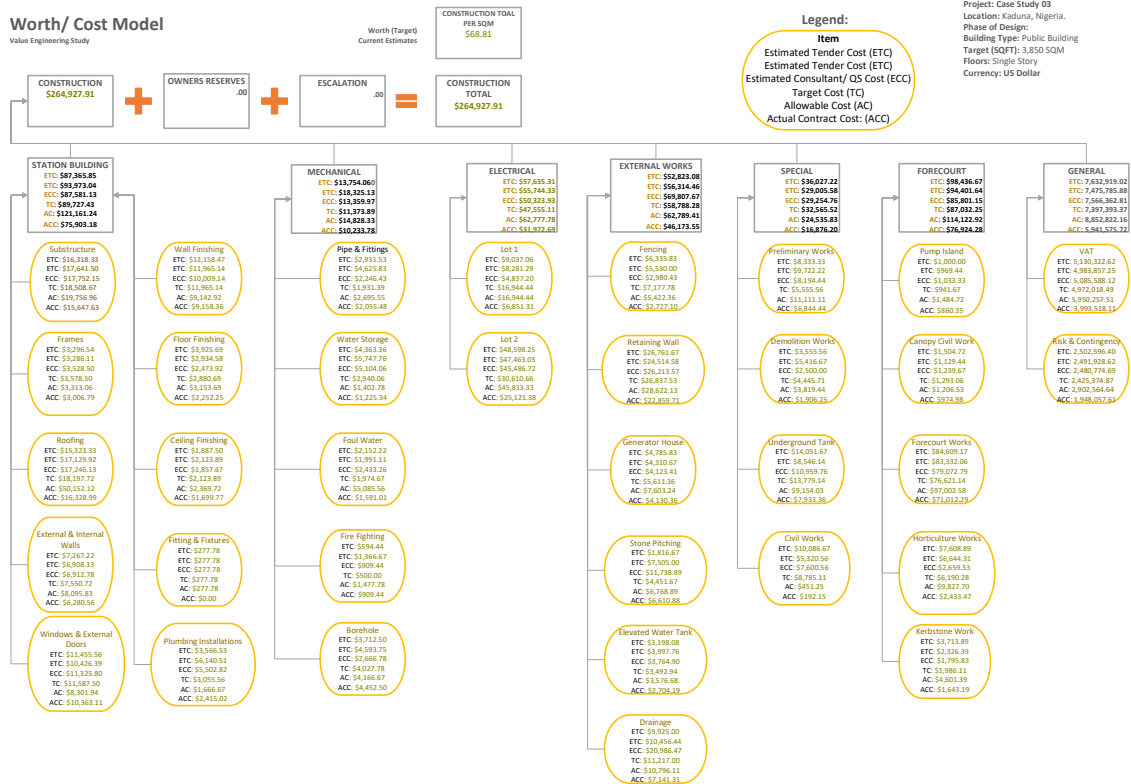 Worth/ Cost Model
Value Engineering Study
Worth (Target)
Current Estimates
CONSTRUCTION TOAL
PER SQM
$68.81
Legend:
Item
Estimated Tender Cost (ETC)
Estimated Tender Cost (ETC)
Estimated Consultant/ QS Cost (ECC)
Target Cost (TC)
Allowable Cost (AC)
Actual Contract Cost: (ACC)
Project: Case Study 03
Location: Kaduna, Nigeria.
Phase of Design:
Building Type: Public Building
Target (SQFT): 3,850 SQM
Floors: Single Story
Currency: US Dollar
CONSTRUCTION
$264,927.91
OWNERS RESERVES
.00
ESCALATION
.00
CONSTRUCTION
TOTAL
$264,927.91
STATION BUILDING
ETC: $87,365.85
ETC: $93,973.04
ECC: $87,581.13
TC: $89,727.43
AC: $121,161.24
ACC: $75,903.18
MECHANICAL
ETC: $13,754.060
ETC: $18,325.13
ECC: $13,359.97
TC: $11,373.89
AC: $14,828.33
ACC: $10,233.78
ELECTRICAL
ETC: $57,635.31
ETC: $55,744.33
ECC: $50,323.93
TC: $47,555.11
AC: $62,777.78
ACC: $31,972.69
EXTERNAL WORKS
ETC: $52,823.08
ETC: $56,314.46
ECC: $69,807.67
TC: $58,788.28
AC: $62,789.41
ACC: $46,173.55
SPECIAL
ETC: $36,027.22
ETC: $29,005.58
ECC: $29,254.76
TC: $32,565.52
AC: $24,535.83
ACC: $16,876.20
FORECOURT
ETC: $98,436.67
ETC: $94,401.64
ECC: $85,801.15
TC: $87,032.25
AC: $114,122.92
ACC: $76,924.28
GENERAL
ETC: 7,632,919.02
ETC: 7,475,785.88
ECC: 7,566,362.81
TC: 7,397,393.37
AC: 8,852,822.16
ACC: 5,941,575.72
Substructure
ETC: $16,318.33
ETC: $17,641.50
ECC: $17,752.15
TC: $18,508.67
AC: $19,756.96
ACC: $15,647.63
Wall Finishing
ETC: $12,158.47
ETC: $11,965.14
ECC: $10,009.14
TC: $11,965.14
AC: $9,142.92
ACC: $9,158.36
Pipe & Fittings
ETC: $2,931.53
ETC: $4,625.83
ECC: $2,246.43
TC: $1,931.39
AC: $2,695.55
ACC: $2,055.48
Lot 1
ETC: $9,037.06
ETC: $8,281.29
ECC: $4,837.20
TC: $16,944.44
AC: $16,944.44
ACC: $6,851.31
Fencing
ETC: $6,335.83
ETC: $5,530.00
ECC: $2,980.43
TC: $7,177.78
AC: $5,422.36
ACC: $2,727.10
Preliminary Works
ETC: $8,333.33
ETC: $9,722.22
ECC: $8,194.44
TC: $5,555.56
AC: $11,111.11
ACC: $6,844.44
Pump Island
ETC: $1,000.00
ETC: $969.44
ECC: $1,033.33
TC: $941.67
AC: $1,484.72
ACC: $860.35
VAT
ETC: 5,130,322.62
ETC: 4,983,857.25
ECC: 5,085,588.12
TC: 4,972,018.49
AC: 5,950,257.51
ACC: 3,993,518.11
Frames
ETC: $3,296.54
ETC: $3,286.11
ECC: $3,528.50
TC: $3,578.50
AC: $3,313.06
ACC: $3,006.79
Floor Finishing
ETC: $3,925.69
ETC: $2,934.58
ECC: $2,473.92
TC: $2,880.69
AC: $3,153.69
ACC: $2,252.25
Water Storage
ETC: $4,363.36
ETC: $5,747.76
ECC: $5,104.06
TC: $2,940.06
AC: $1,402.78
ACC: $1,225.34
Lot 2
ETC: $48,598.25
ETC: $47,463.03
ECC: $45,486.72
TC: $30,610.66
AC: $45,833.33
ACC: $25,121.38
Retaining Wall
ETC: $26,761.67
ETC: $24,514.58
ECC: $26,213.57
TC: $26,837.53
AC: $28,622.13
ACC: $22,859.71
Demolition Works
ETC: $3,555.56
ETC: $5,416.67
ECC: $2,500.00
TC: $4,445.71
AC: $3,819.44
ACC: $1,906.25
Canopy Civil Work
ETC: $1,504.72
ETC: $1,129.44
ECC: $1,239.67
TC: $1,293.06
AC: $1,206.53
ACC: $974.98
Risk & Contingency
ETC: 2,502,596.40
ETC: 2,491,928.62
ECC: 2,480,774.69
TC: 2,425,374.87
AC: 2,902,564.64
ACC: 1,948,057.61
Roofing
ETC: $15,323.33
ETC: $17,129.92
ECC: $17,246.13
TC: $18,197.72
AC: $50,152.12
ACC: $16,328.99
Ceiling Finishing
ETC: $1,887.50
ETC: $2,123.89
ECC: $1,857.67
TC: $2,123.89
AC: $2,369.72
ACC: $1,699.77
Foul Water
ETC: $2,152.22
ETC: $1,991.11
ECC: $2,433.26
TC: $1,974.67
AC: $5,085.56
ACC: $1,591.01
Generator House
ETC: $4,785.83
ETC: $4,310.67
ECC: $4,123.41
TC: $5,611.36
AC: $7,603.24
ACC: $4,130.36
Underground Tank
ETC: $14,051.67
ETC: $8,546.14
ECC: $10,959.76
TC: $13,779.14
AC: $9,154.03
ACC: $7,933.36
Forecourt Works
ETC: $84,609.17
ETC: $83,332.06
ECC: $79,072.79
TC: $76,621.14
AC: $97,002.58
ACC: $71,012.29
External & Internal
Walls
ETC: $7,267.22
ETC: $6,908.33
ECC: $6,912.78
TC: $7,550.72
AC: $8,095.83
ACC: $6,280.56
Fitting & Fixtures
ETC: $277.78
ETC: $277.78
ECC: $277.78
TC: $277.78
AC: $277.78
ACC: $0.00
Fire Fighting
ETC: $594.44
ETC: $1,366.67
ECC: $909.44
TC: $500.00
AC: $1,477.78
ACC: $909.44
Stone Pitching
ETC: $1,816.67
ETC: $7,505.00
ECC: $11,738.89
TC: $4,451.67
AC: $6,768.89
ACC: $6,610.88
Civil Works
ETC: $10,086.67
ETC: $5,320.56
ECC: $7,600.56
TC: $8,785.11
AC: $451.25
ACC: $192.15
Horticulture Works
ETC: $7,608.89
ETC: $6,644.31
ECC: $2,659.53
TC: $6,190.28
AC: $9,827.70
ACC: $2,433.47
Windows & External
Doors
ETC: $11,455.56
ETC: $10,426.39
ECC: $11,325.80
TC: $11,587.50
AC: $8,301.94
ACC: $10,363.11
Plumbing Installations
ETC: $3,566.53
ETC: $6,140.51
ECC: $5,502.82
TC: $3,055.56
AC: $1,666.67
ACC: $2,415.02
Borehole
ETC: $3,712.50
ETC: $4,593.75
ECC: $2,666.78
TC: $4,027.78
AC: $4,166.67
ACC: $4,452.50
Elevated Water Tank
ETC: $3,198.08
ETC: $3,997.76
ECC: $3,764.90
TC: $3,492.94
AC: $3,576.68
ACC: $2,704.19
Kerbstone Work
ETC: $3,713.89
ETC: $2,326.39
ECC: $1,795.83
TC: $1,986.11
AC: $4,601.39
ACC: $1,643.19
Drainage
ETC: $9,925.00
ETC: $10,456.44
ECC: $20,986.47
TC: $11,217.00
AC: $10,796.11
ACC: $7,141.31